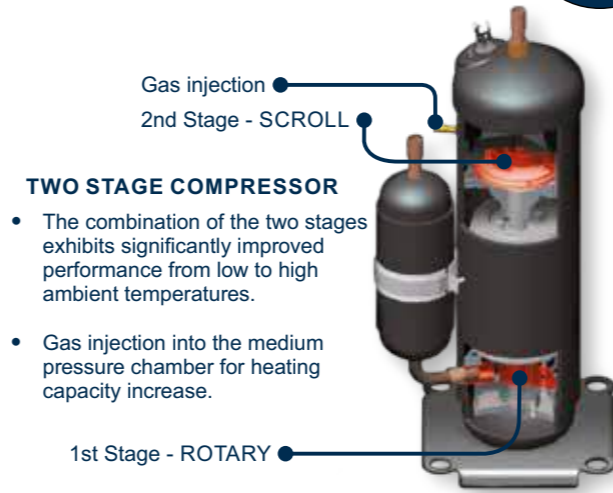 Gas injection
2nd Stage - SCROLL
TWO STAGE COMPRESSOR
• The combination of the two stages
exhibits significantly improved
performance from low to high
ambient temperatures.
• Gas injection into the medium
pressure chamber for heating
capacity increase.
1st Stage - ROTARY